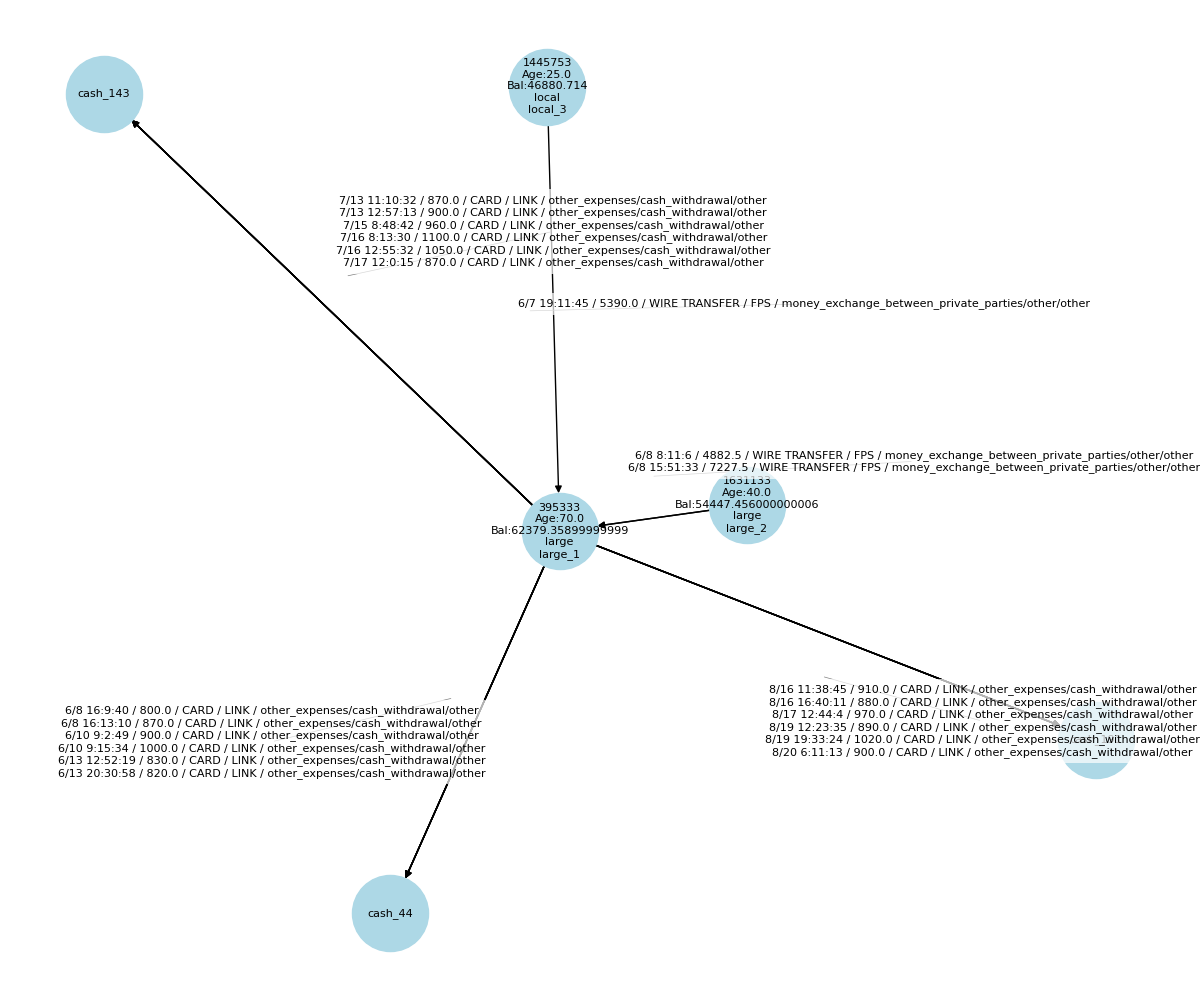 1445753
Age:25.0
Bal:46880.714
local
local_3
cash_143
7/13 11:10:32 / 870.0 / CARD / LINK / other_expenses/cash_withdrawal/other
7/13 12:57:13 / 900.0 / CARD / LINK / other_expenses/cash_withdrawal/other
7/15 8:48:42 / 960.0 / CARD / LINK / other_expenses/cash_withdrawal/other
7/16 8:13:30 / 1100.0 / CARD / LINK / other_expenses/cash_withdrawal/other
7/16 12:55:32 / 1050.0 / CARD / LINK / other_expenses/cash_withdrawal/other
7/17 12:0:15 / 870.0 / CARD / LINK / other_expenses/cash_withdrawal/other
6/7 19:11:45 / 5390.0 / WIRE TRANSFER / FPS / money_exchange_between_private_parties/other/other
6/8 8:11:6 / 4882.5 / WIRE TRANSFER / FPS / money_exchange_between_private_parties/other/other
6/8 15:51:33 / 7227.5 / WIRE TRANSFER / FPS / money_exchange_between_private_parties/other/other
1631133
Age:40.0
Bal:54447.456000000006
large
large_2
395333
Age:70.0
Bal:62379.35899999999
large
large_1
8/16 11:38:45 / 910.0 / CARD / LINK / other_expenses/cash_withdrawal/other
8/16 16:40:11 / 880.0 / CARD / LINK / other_expenses/cash_withdrawal/other
8/17 12:44:4 / 970.0 / CARD / LINK / other_expenses/cash_withdrawal/other
8/19 12:23:35 / 890.0 / CARD / LINK / other_expenses/cash_withdrawal/other
8/19 19:33:24 / 1020.0 / CARD / LINK / other_expenses/cash_withdrawal/other
8/20 6:11:13 / 900.0 / CARD / LINK / other_expenses/cash_withdrawal/other
6/8 16:9:40 / 800.0 / CARD / LINK / other_expenses/cash_withdrawal/other
6/8 16:13:10 / 870.0 / CARD / LINK / other_expenses/cash_withdrawal/other
6/10 9:2:49 / 900.0 / CARD / LINK / other_expenses/cash_withdrawal/other
6/10 9:15:34 / 1000.0 / CARD / LINK / other_expenses/cash_withdrawal/other
6/13 12:52:19 / 830.0 / CARD / LINK / other_expenses/cash_withdrawal/other
6/13 20:30:58 / 820.0 / CARD / LINK / other_expenses/cash_withdrawal/other
cash_44